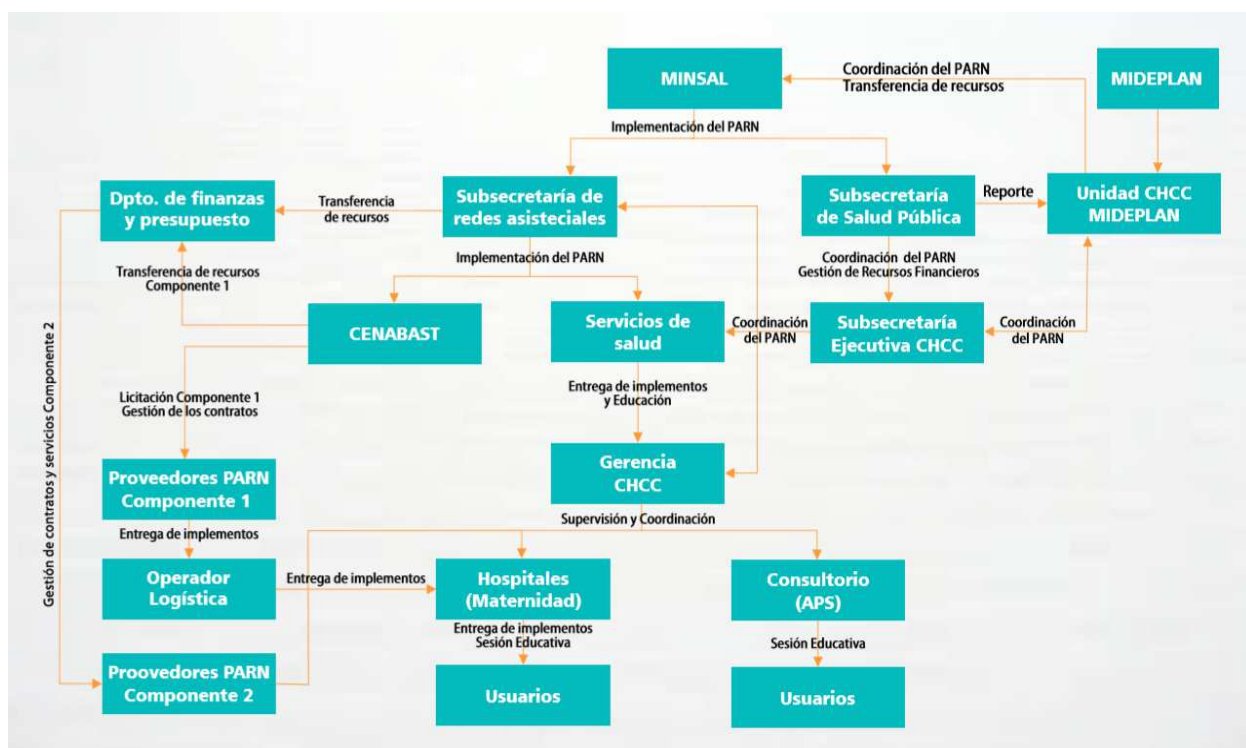 MINSAL
Coordinación del PARN
Transferencia de recursos
MIDEPLAN
Implementación del PARN
Dpto. de finanzas
y presupuesto
Transferencia
de recursos
Subsecretaría de
redes asisteciales
Subsecretaría
de Salud Pública
Reporte
Unidad CHCC
MIDEPLAN
Transferencia de recursos
Componente 1
Implementación del PARN
Coordinación del PARN
Gestión de Recursos Financieros
CENABAST
Servicios de
salud
Coordinación
del PARN
Subsecretaría
Ejecutiva CHCC
Coordinación
del PARN
Gestión de contratos y servicios Componente 2
Licitación Componente 1
Gestión de los contratos
Entrega de implementos
y Educación
Proveedores PARN
Componente 1
Gerencia
CHCC
Entrega de implementos
Supervisión y Coordinación
Operador
Logística
Entrega de implementos
Hospitales
(Maternidad)
Consultorio
(APS)
Entrega de implementos
Sesión Educativa
Sesión Educativa
Proovedores PARN
Componente 2
Usuarios
Usuarios